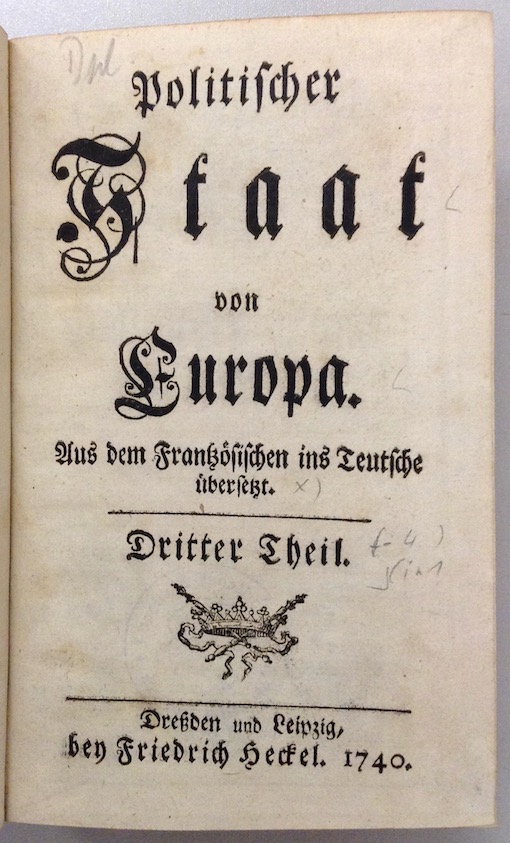 Politiſcher
Staat
von
Europa.
Aus dem Frantzöſiſchen ins Teutſche
überſetzt. x)
Dritter Theil.
Dreßden und Leipzig,
bey Friedrich Heckel. 1740.